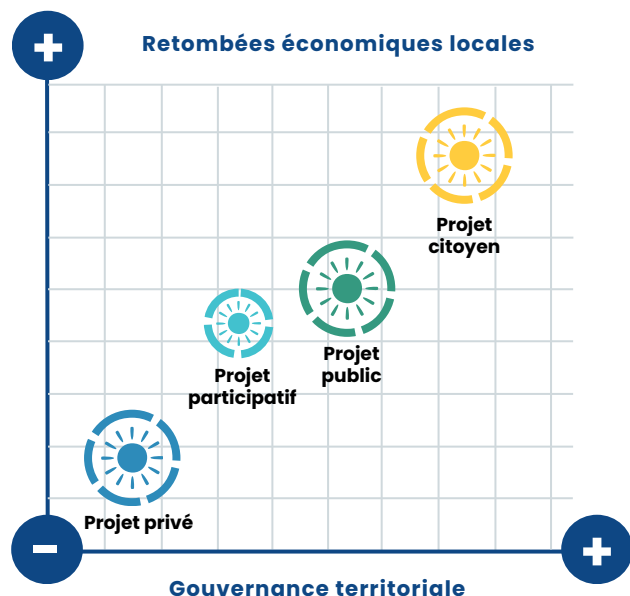 +
Retombées économiques locales
Projet
citoyen
Projet
public
Projet
participatif
Projet privé
-
+
Gouvernance territoriale